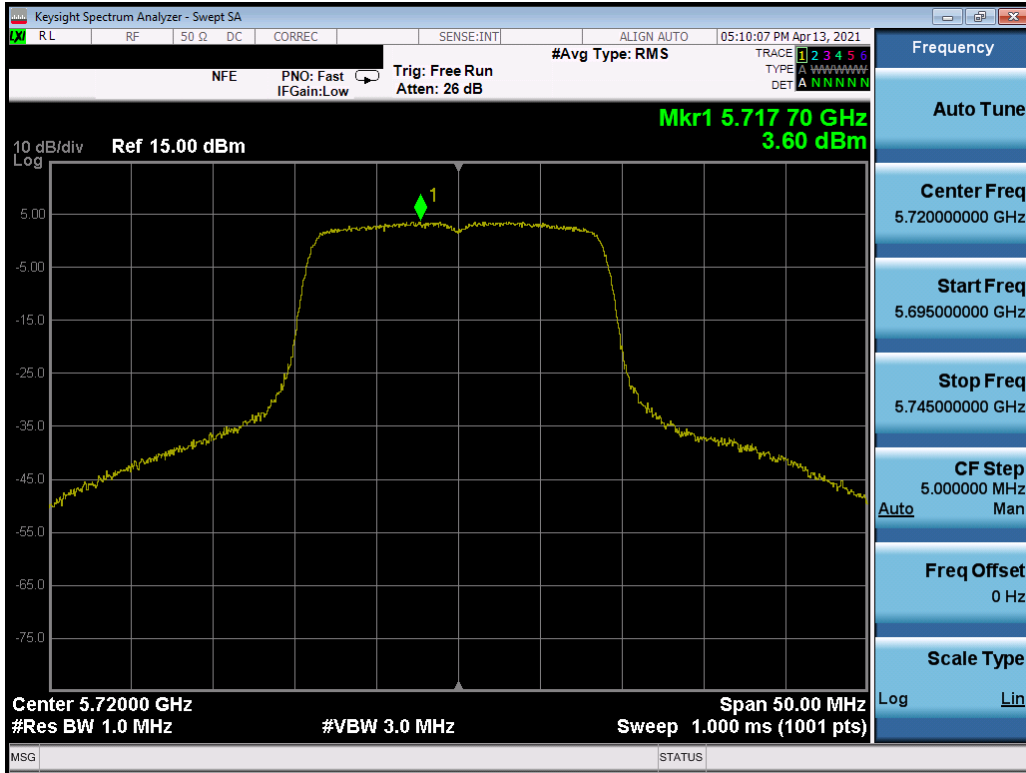 Keysight Spectrum Analyzer - Swept SA
LXI RL RF 50 Ω DC CORREC SENSE:INT ALIGN AUTO 05:10:07 PM Apr 13, 2021
NFE PNO: Fast Trig: Free Run #Avg Type: RMS TRACE 1 2 3 4 5 6
IFGain:Low Atten: 26 dB TYPE A WWWWW
DET A N N N N N
Mkr1 5.717 70 GHz
3.60 dBm
10 dB/div Ref 15.00 dBm
Log
1
5.00
-5.00
-15.0
-25.0
-35.0
-45.0
-55.0
-65.0
-75.0
Center 5.72000 GHz Span 50.00 MHz
#Res BW 1.0 MHz #VBW 3.0 MHz Sweep 1.000 ms (1001 pts)
MSG STATUS
Frequency
Auto Tune
Center Freq
5.720000000 GHz
Start Freq
5.695000000 GHz
Stop Freq
5.745000000 GHz
CF Step
5.000000 MHz
Auto Man
Freq Offset
0 Hz
Scale Type
Log Lin